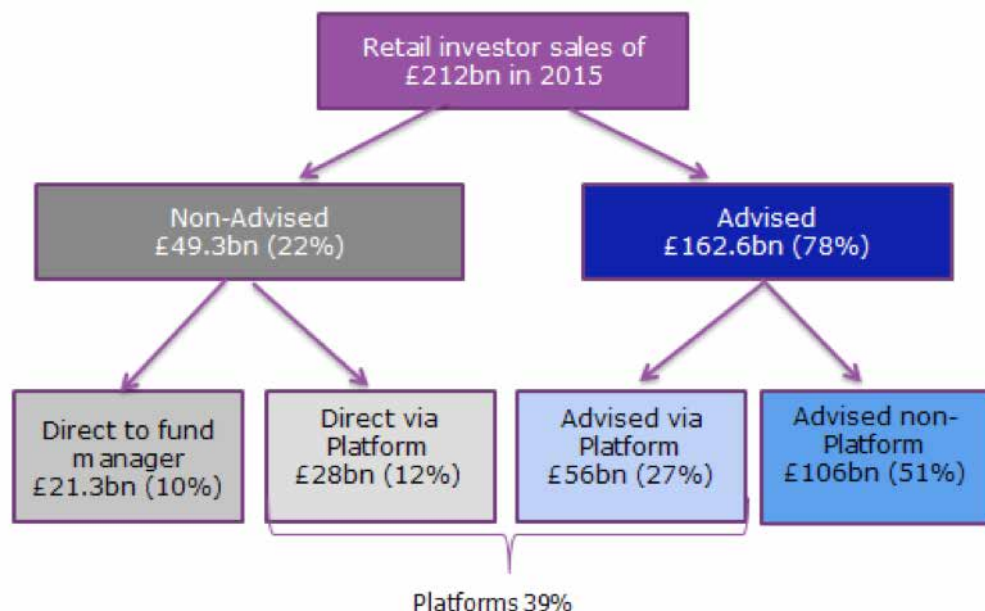 Retail investor sales of
£212bn in 2015
Non-Advised
£49.3bn (22%)
Advised
£162.6bn (78%)
Direct to fund
manager
£21.3bn (10%)
Direct via
Platform
£28bn (12%)
Advised via
Platform
£56bn (27%)
Advised non-
Platform
£106bn (51%)
Platforms 39%